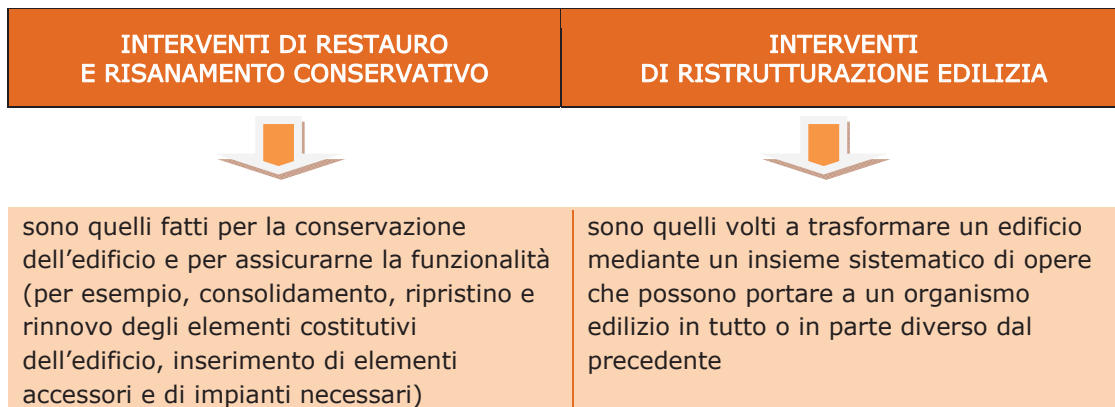 INTERVENTI DI RESTAURO
E RISANAMENTO CONSERVATIVO
INTERVENTI
DI RISTRUTTURAZIONE EDILIZIA
sono quelli fatti per la conservazione
dell’edificio e per assicurarne la funzionalità
(per esempio, consolidamento, ripristino e
rinnovo degli elementi costitutivi
dell’edificio, inserimento di elementi
accessori e di impianti necessari)
sono quelli volti a trasformare un edificio
mediante un insieme sistematico di opere
che possono portare a un organismo
edilizio in tutto o in parte diverso dal
precedente